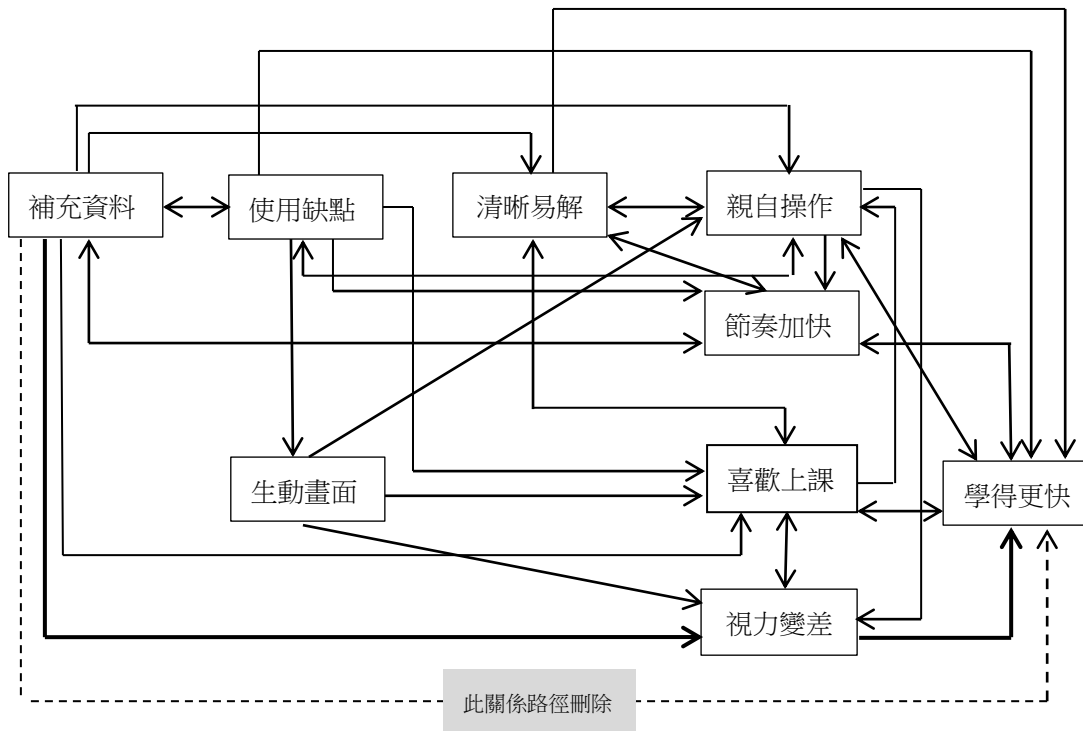 補充資料
使用缺點
清晰易解
親自操作
節奏加快
生動畫面
喜歡上課
學得更快
視力變差
此關係路徑刪除